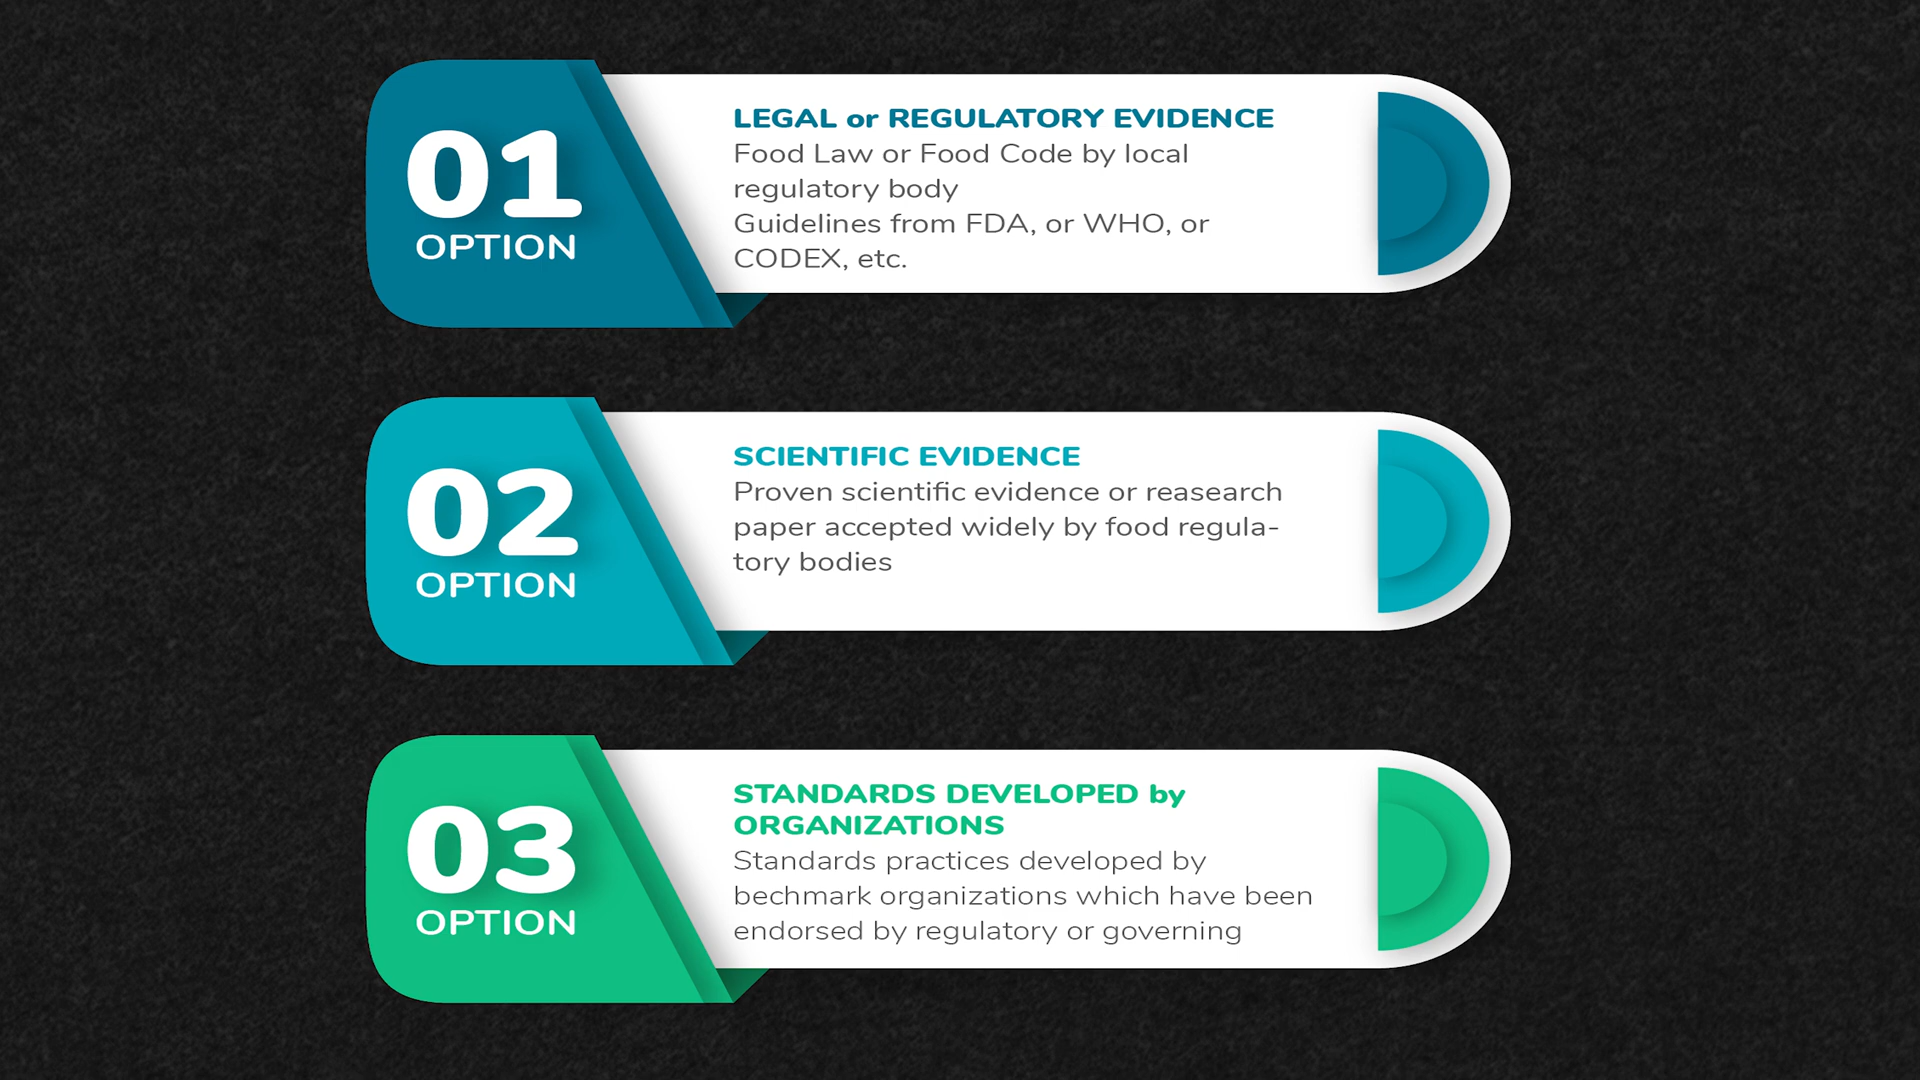 01
OPTION
LEGAL or REGULATORY EVIDENCE
Food Law or Food Code by local
regulatory body
Guidelines from FDA, or WHO, or
CODEX, etc.
02
OPTION
SCIENTIFIC EVIDENCE
Proven scientific evidence or reasearch
paper accepted widely by food regula-
tory bodies
03
OPTION
STANDARDS DEVELOPED by
ORGANIZATIONS
Standards practices developed by
bechmark organizations which have been
endorsed by regulatory or governing